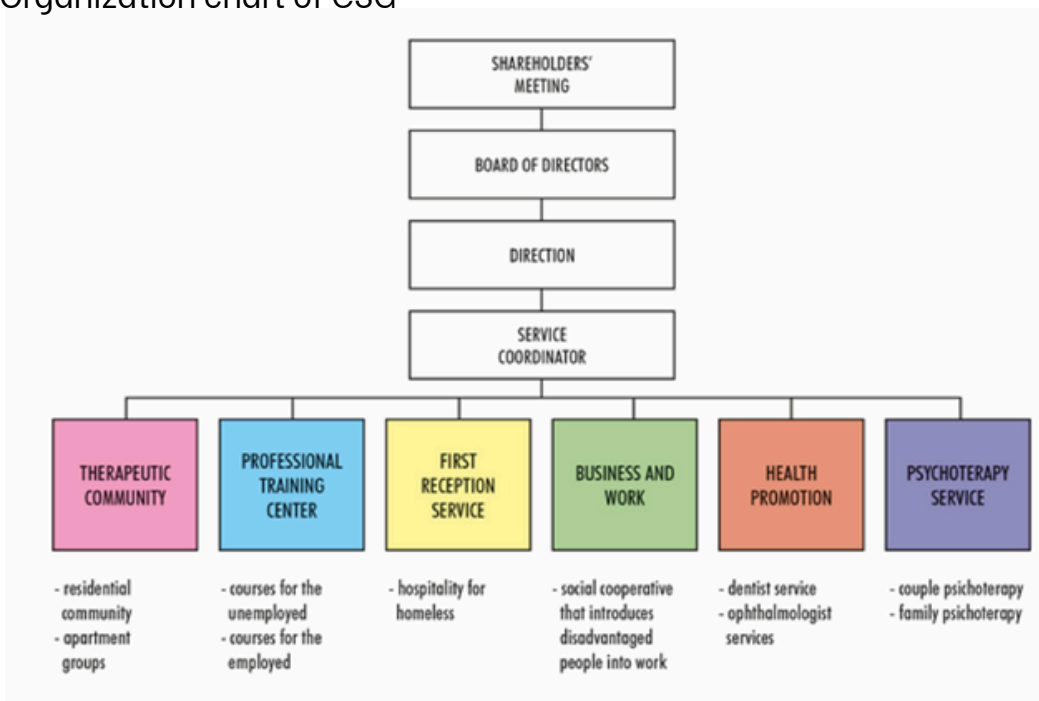 Organization chart of CSG
SHAREHOLDERS'
MEETING
BOARD OF DIRECTORS
DIRECTION
SERVICE
COORDINATOR
THERAPEUTIC
COMMUNITY
PROFESSIONAL
TRAINING
CENTER
FIRST
RECEPTION
SERVICE
BUSINESS AND
WORK
HEALTH
PROMOTION
PSYCHOTERAPY
SERVICE
- residential
community
- apartment
groups
- courses for the
unemployed
- courses for the
employed
- hospitality for
homeless
- social cooperative
that introduces
disadvantaged
people into work
- dentist service
- ophthalmologist
services
- couple psichoterapy
- family psichoterapy